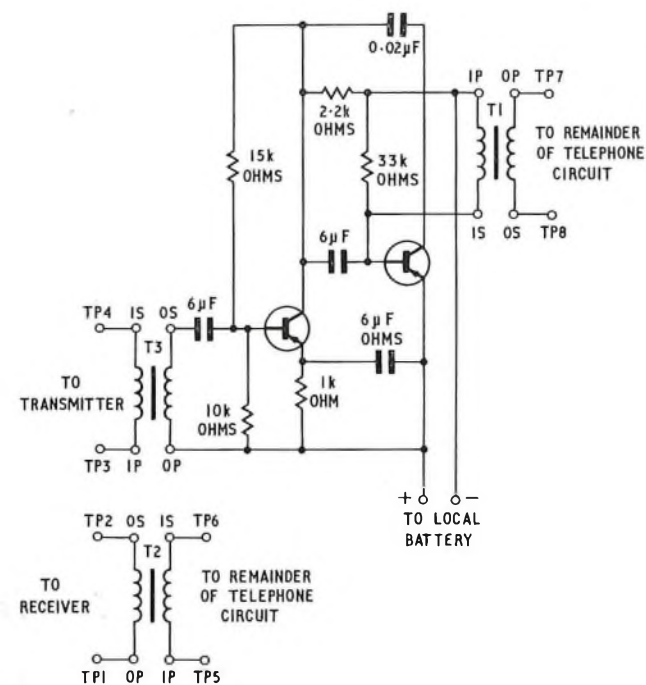 0.02μF
IP OP TP7
2·2k
OHMS
T1
TO REMAINDER
OF TELEPHONE
CIRCUIT
15k
OHMS
33k
OHMS
IS OS TP8
6μF
6μF
TP4 IS OS
6μF
OHMS
T3
TO
TRANSMITTER
1k
OHM
10k
OHMS
TP3 IP OP
+ −
TO LOCAL
BATTERY
TP2 OS IS TP6
T2
TO
RECEIVER
TO REMAINDER
OF TELEPHONE
CIRCUIT
TP1 OP IP TP5